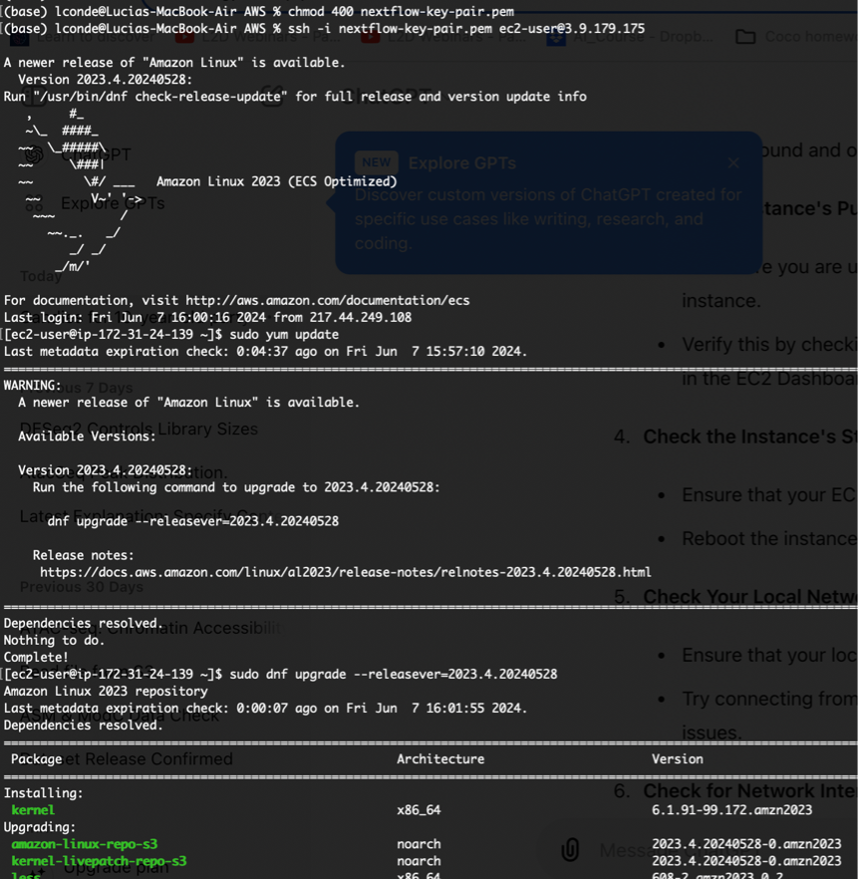 (base) lconde@Lucias-MacBook-Air AWS % chmod 400 nextflow-key-pair.pem
(base) lconde@Lucias-MacBook-Air AWS % ssh -i nextflow-key-pair.pem ec2-user@3.9.179.175
Learn to discover
L2D Webinars - Pa...
L2D Webinars - Pa...
AI_Course - Dropb...
Coco homew
A newer release of "Amazon Linux" is available.
Version 2023.4.20240528:
Run "/usr/bin/dnf check-release-update" for full release and version update info
, #_
~\_ ####_
~~ \_#####\
~~ \###|
~~ \#/ ___ Amazon Linux 2023 (ECS Optimized)
~~ V~' '->
~~~ /
~~._. _/
_/ _/
_/m/'
ChatGPT
Explore GPTs
NEW Explore GPTs ×
Discover custom versions of ChatGPT created for
specific use cases like writing, research, and
coding.
Today
For documentation, visit http://aws.amazon.com/documentation/ecs
Last login: Fri Jun 7 16:00:16 2024 from 217.44.249.108
[ec2-user@ip-172-31-24-139 ~]$ sudo yum update
Last metadata expiration check: 0:04:37 ago on Fri Jun 7 15:57:10 2024.
WARNING:
A newer release of "Amazon Linux" is available.
Available Versions:
Version 2023.4.20240528:
Run the following command to upgrade to 2023.4.20240528:
dnf upgrade --releasever=2023.4.20240528
Release notes:
https://docs.aws.amazon.com/linux/al2023/release-notes/relnotes-2023.4.20240528.html
Dependencies resolved.
Nothing to do.
Complete!
[ec2-user@ip-172-31-24-139 ~]$ sudo dnf upgrade --releasever=2023.4.20240528
Amazon Linux 2023 repository
Last metadata expiration check: 0:00:07 ago on Fri Jun 7 16:01:55 2024.
Dependencies resolved.
Package Architecture Version
Installing:
kernel x86_64 6.1.91-99.172.amzn2023
Upgrading:
amazon-linux-repo-s3 noarch 2023.4.20240528-0.amzn2023
kernel-livepatch-repo-s3 noarch 2023.4.20240528-0.amzn2023
less x86_64 608-2.amzn2023.0.2
Previous 7 Days
DESeq2 Controls Library Sizes
Previous 30 Days
ATAC-seq: Chromatin Accessibili
Release Confirmed
Upgrade plan
ound and o
stance's Pu
e you are u
instance.
• Verify this by checki
in the EC2 Dashboa
4. Check the Instance's St
• Ensure that your EC
• Reboot the instance
5. Check Your Local Netw
• Ensure that your loc
• Try connecting from
issues.
6. Check for Network Inte